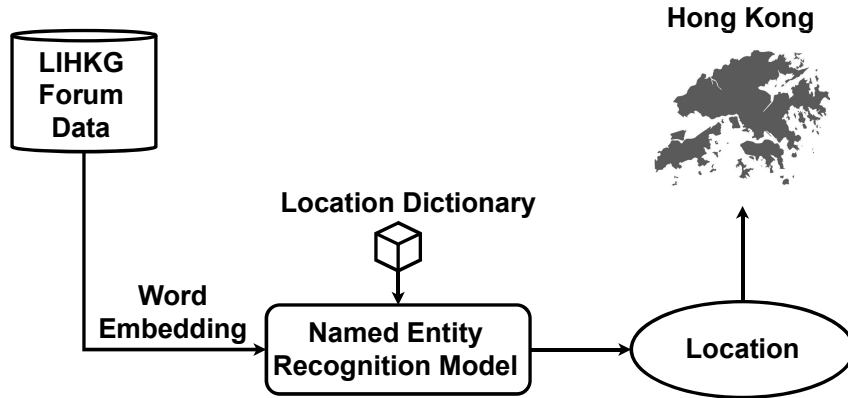 LIHKG
Forum
Data
Hong Kong
Location Dictionary
Word
Embedding
Named Entity
Recognition Model
Location